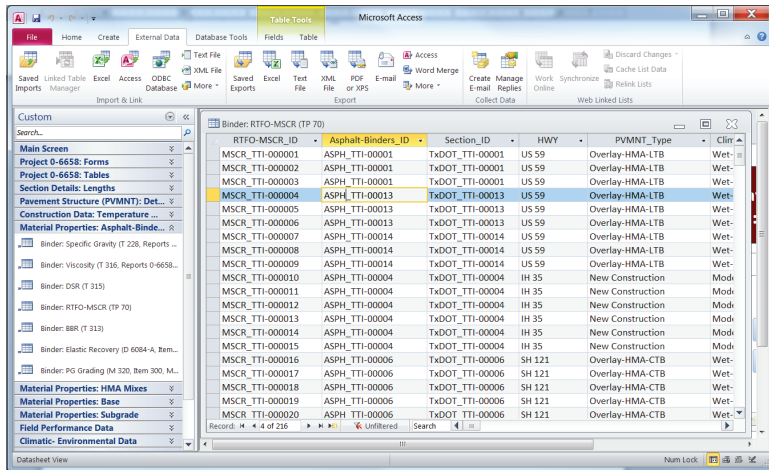 Table Tools
Microsoft Access
File Home Create External Data Database Tools Fields Table
Saved Imports
Linked Table Manager
Excel
Access
ODBC Database
Text File
XML File
More
Import & Link
Saved Exports
Excel
Text File
XML File
PDF or XPS
E-mail
Access
Word Merge
More
Export
Create E-mail
Manage Replies
Collect Data
Work Online
Synchronize
Discard Changes
Cache List Data
Relink Lists
Web Linked Lists
Custom
Search...
Main Screen
Project 0-6658: Forms
Project 0-6658: Tables
Section Details: Lengths
Pavement Structure (PVMNT): Det...
Construction Data: Temperature ...
Material Properties: Asphalt-Binde...
Binder: Specific Gravity (T 228, Reports ...
Binder: Viscosity (T 316, Reports 0-6658...
Binder: DSR (T 315)
Binder: RTFO-MSCR (TP 70)
Binder: BBR (T 313)
Binder: Elastic Recovery (D 6084-A, Item...
Binder: PG Grading (M 320, Item 300, M...
Material Properties: HMA Mixes
Material Properties: Base
Material Properties: Subgrade
Field Performance Data
Climatic- Environmental Data
Binder: RTFO-MSCR (TP 70)
RTFO-MSCR_ID Asphalt-Binders_ID Section_ID HWY PVMNT_Type Clim
MSCR_TTI-000001 ASPH_TTI-00001 TxDOT_TTI-00001 US 59 Overlay-HMA-LTB Wet-
MSCR_TTI-000002 ASPH_TTI-00001 TxDOT_TTI-00001 US 59 Overlay-HMA-LTB Wet-
MSCR_TTI-000003 ASPH_TTI-00001 TxDOT_TTI-00001 US 59 Overlay-HMA-LTB Wet-
MSCR_TTI-000004 ASPH_TTI-00013 TxDOT_TTI-00013 US 59 Overlay-HMA-LTB Wet-
MSCR_TTI-000005 ASPH_TTI-00013 TxDOT_TTI-00013 US 59 Overlay-HMA-LTB Wet-
MSCR_TTI-000006 ASPH_TTI-00013 TxDOT_TTI-00013 US 59 Overlay-HMA-LTB Wet-
MSCR_TTI-000007 ASPH_TTI-00014 TxDOT_TTI-00014 US 59 Overlay-HMA-LTB Wet-
MSCR_TTI-000008 ASPH_TTI-00014 TxDOT_TTI-00014 US 59 Overlay-HMA-LTB Wet-
MSCR_TTI-000009 ASPH_TTI-00014 TxDOT_TTI-00014 US 59 Overlay-HMA-LTB Wet-
MSCR_TTI-000010 ASPH_TTI-00004 TxDOT_TTI-00004 IH 35 New Construction Mode
MSCR_TTI-000011 ASPH_TTI-00004 TxDOT_TTI-00004 IH 35 New Construction Mode
MSCR_TTI-000012 ASPH_TTI-00004 TxDOT_TTI-00004 IH 35 New Construction Mode
MSCR_TTI-000013 ASPH_TTI-00004 TxDOT_TTI-00004 IH 35 New Construction Mode
MSCR_TTI-000014 ASPH_TTI-00004 TxDOT_TTI-00004 IH 35 New Construction Mode
MSCR_TTI-000015 ASPH_TTI-00004 TxDOT_TTI-00004 IH 35 New Construction Mode
MSCR_TTI-000016 ASPH_TTI-00006 TxDOT_TTI-00006 SH 121 Overlay-HMA-CTB Wet-
MSCR_TTI-000017 ASPH_TTI-00006 TxDOT_TTI-00006 SH 121 Overlay-HMA-CTB Wet-
MSCR_TTI-000018 ASPH_TTI-00006 TxDOT_TTI-00006 SH 121 Overlay-HMA-CTB Wet-
MSCR_TTI-000019 ASPH_TTI-00006 TxDOT_TTI-00006 SH 121 Overlay-HMA-CTB Wet-
MSCR_TTI-000020 ASPH_TTI-00006 TxDOT_TTI-00006 SH 121 Overlay-HMA-CTB Wet-
Record: 4 of 216 Unfiltered Search
Datasheet View
Num Lock